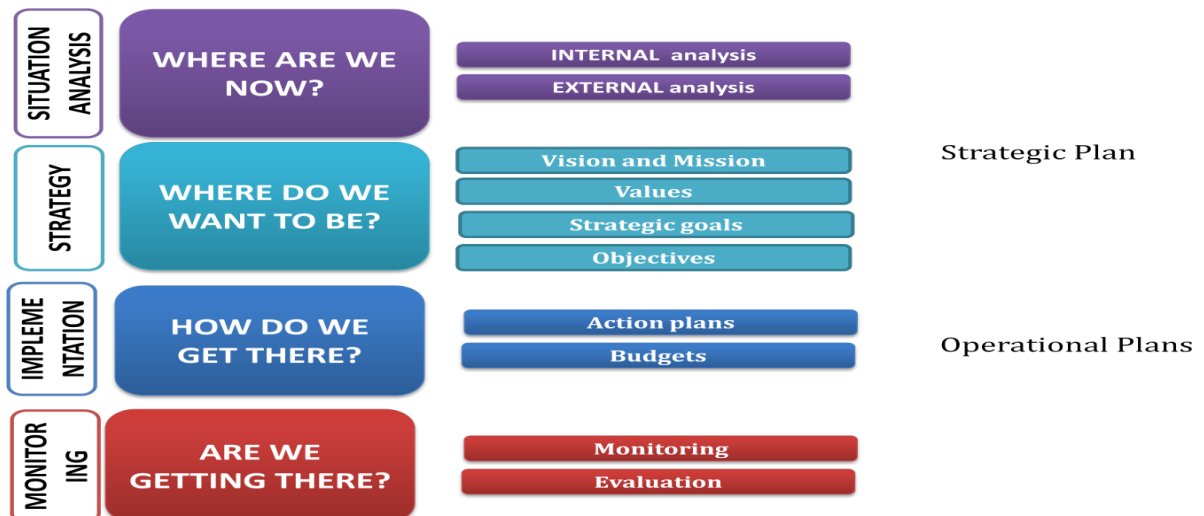 SITUATION
ANALYSIS
WHERE ARE WE
NOW?
INTERNAL analysis
EXTERNAL analysis
Strategic Plan
STRATEGY
WHERE DO WE
WANT TO BE?
Vision and Mission
Values
Strategic goals
Objectives
IMPLEME
NTATION
HOW DO WE
GET THERE?
Action plans
Budgets
Operational Plans
MONITOR
ING
ARE WE
GETTING THERE?
Monitoring
Evaluation